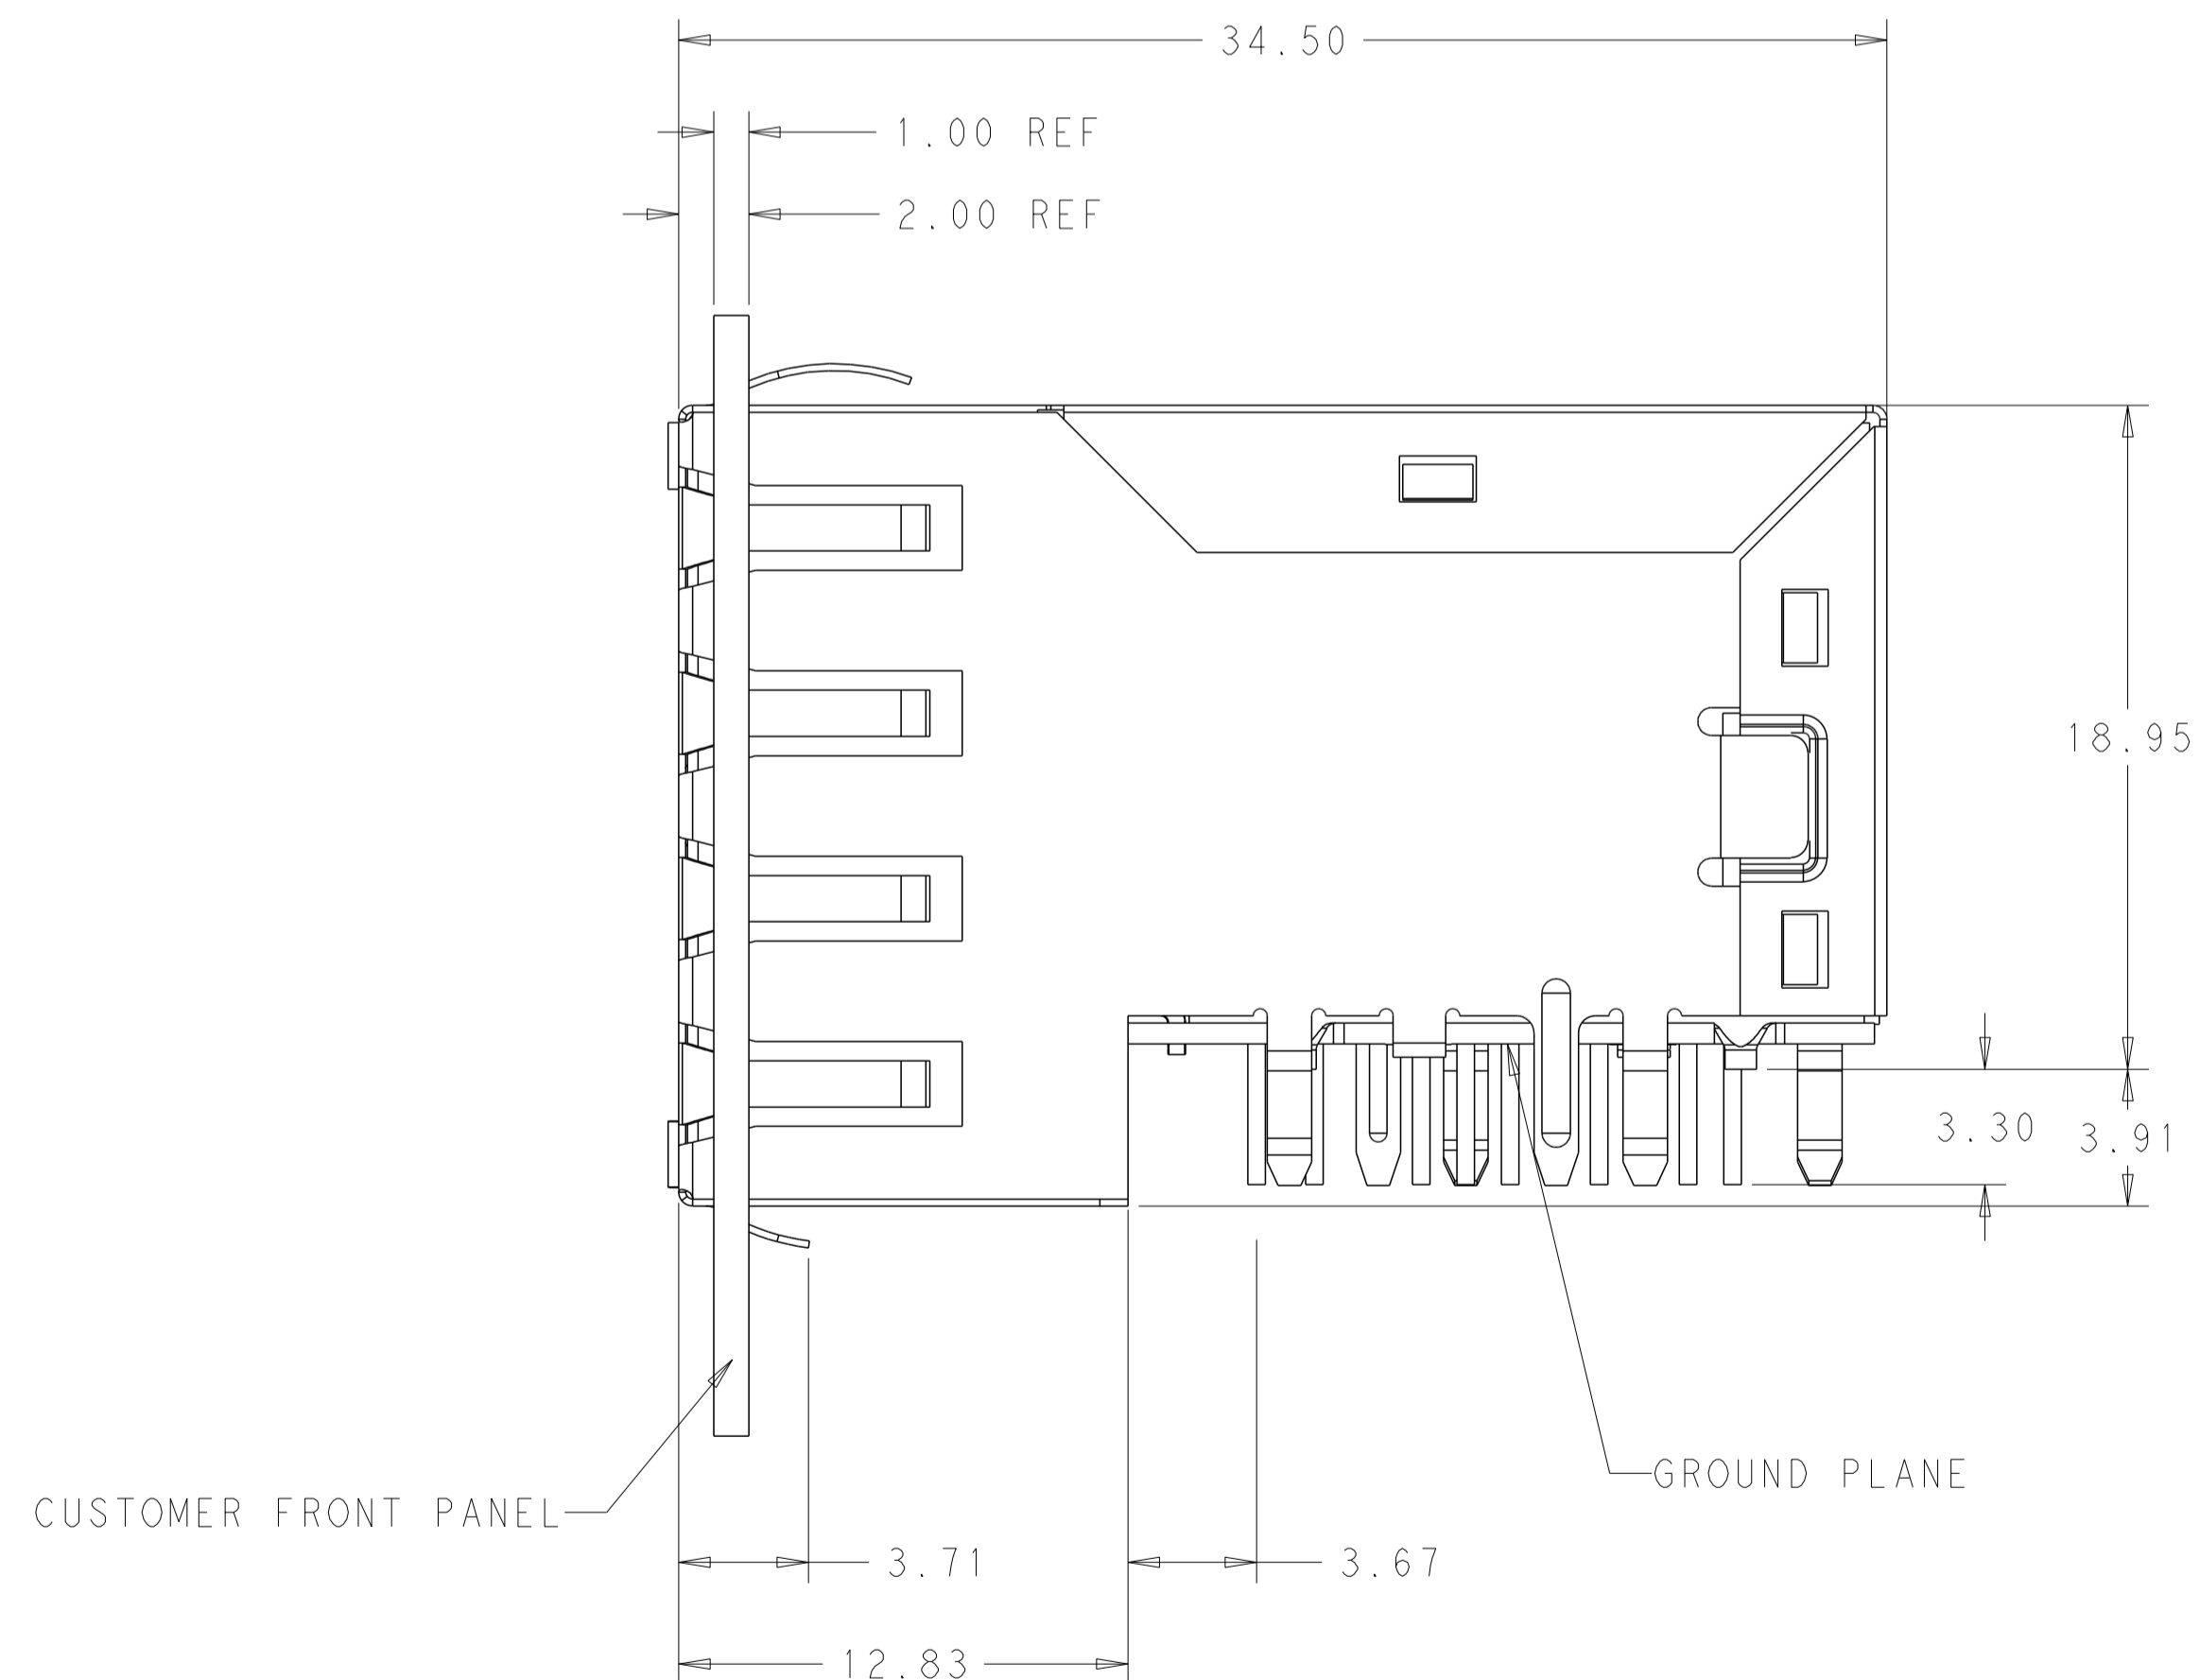 34.50
1.00 REF
2.00 REF
18.95
3.30
3.91
GROUND PLANE
CUSTOMER FRONT PANEL
3.71
3.67
12.83